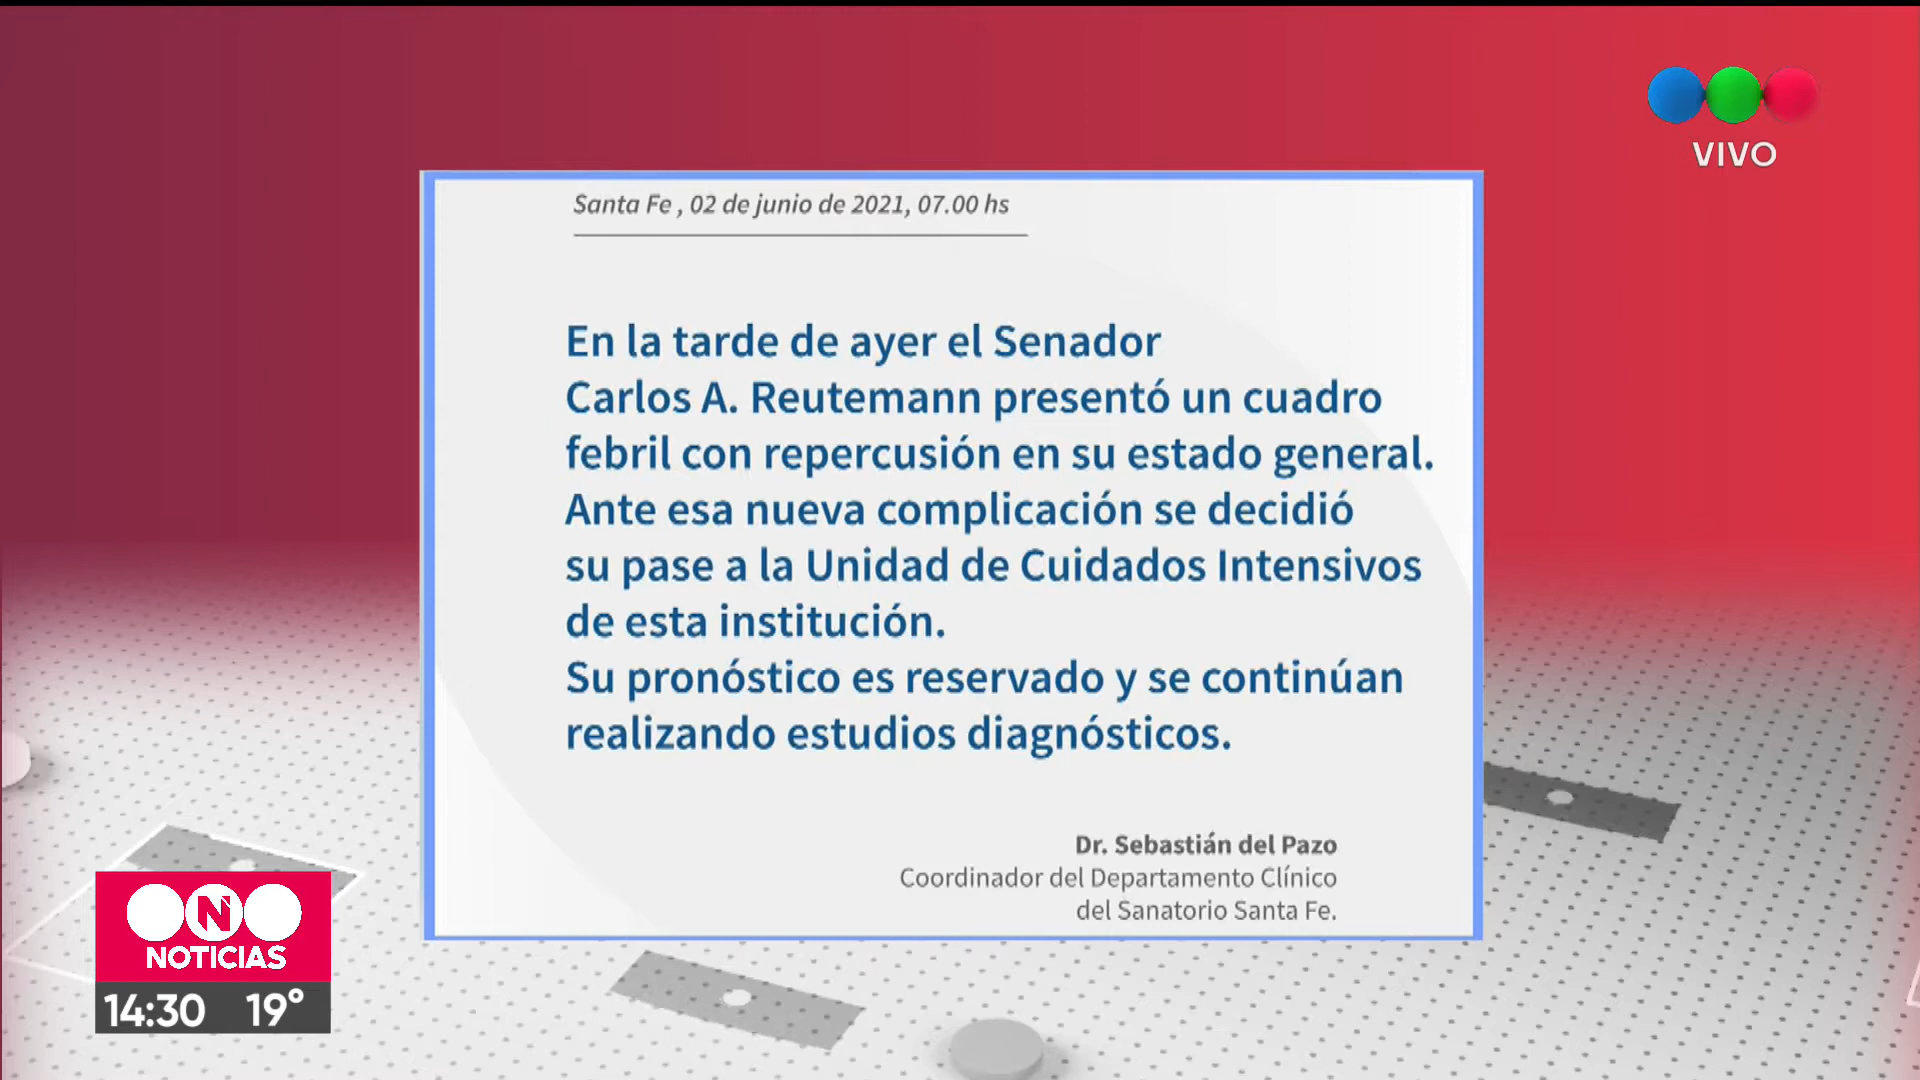 VIVO
Santa Fe , 02 de junio de 2021, 07.00 hs
En la tarde de ayer el Senador
Carlos A. Reutemann presentó un cuadro
febril con repercusión en su estado general.
Ante esa nueva complicación se decidió
su pase a la Unidad de Cuidados Intensivos
de esta institución.
Su pronóstico es reservado y se continúan
realizando estudios diagnósticos.
Dr. Sebastián del Pazo
Coordinador del Departamento Clínico
del Sanatorio Santa Fe.
N
NOTICIAS
14:30 19°